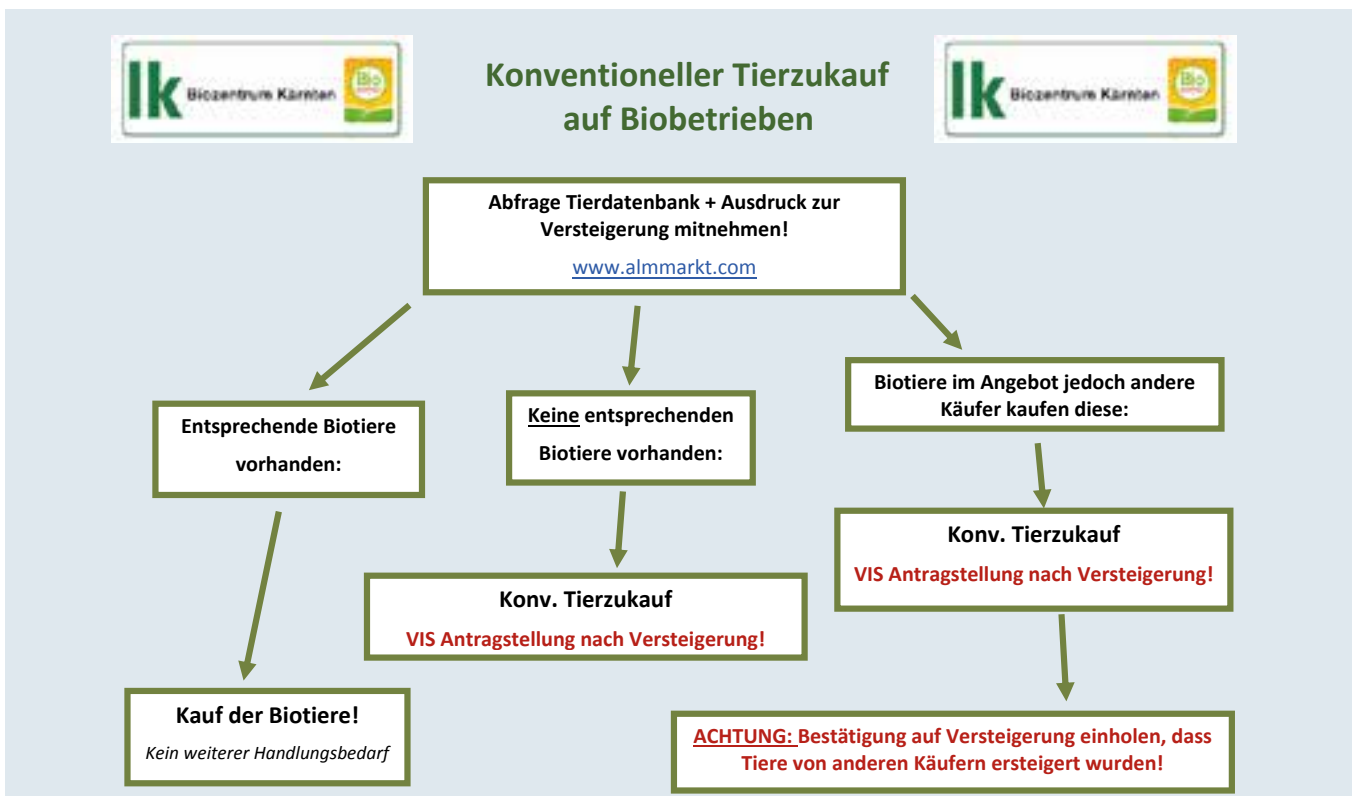 lk Biozentrum Kärnten Bio
Konventioneller Tierzukauf
auf Biobetrieben
lk Biozentrum Kärnten Bio
Abfrage Tierdatenbank + Ausdruck zur
Versteigerung mitnehmen!
www.almmarkt.com
Entsprechende Biotiere
vorhanden:
Keine entsprechenden
Biotiere vorhanden:
Biotiere im Angebot jedoch andere
Käufer kaufen diese:
Konv. Tierzukauf
VIS Antragstellung nach Versteigerung!
Konv. Tierzukauf
VIS Antragstellung nach Versteigerung!
Kauf der Biotiere!
Kein weiterer Handlungsbedarf
ACHTUNG: Bestätigung auf Versteigerung einholen, dass
Tiere von anderen Käufern ersteigert wurden!